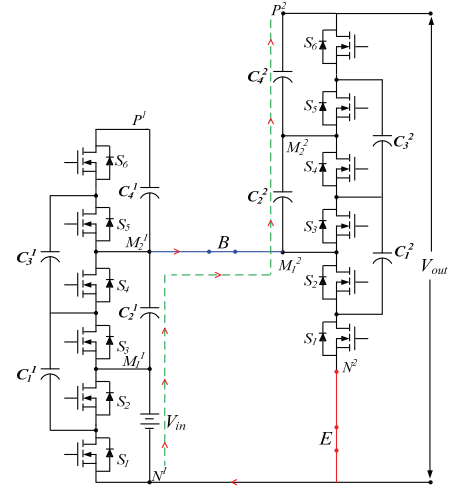 P²
S₆
C₄²
S₅
P¹
M₂²
C₃²
S₆
S₄
C₄¹
C₂²
S₅
S₃
M₂¹
B
M₁²
C₁²
V_out
C₃¹
S₂
S₄
C₂¹
S₃
S₁
M₁¹
N²
C₁¹
S₂
V_in
E
S₁
N¹